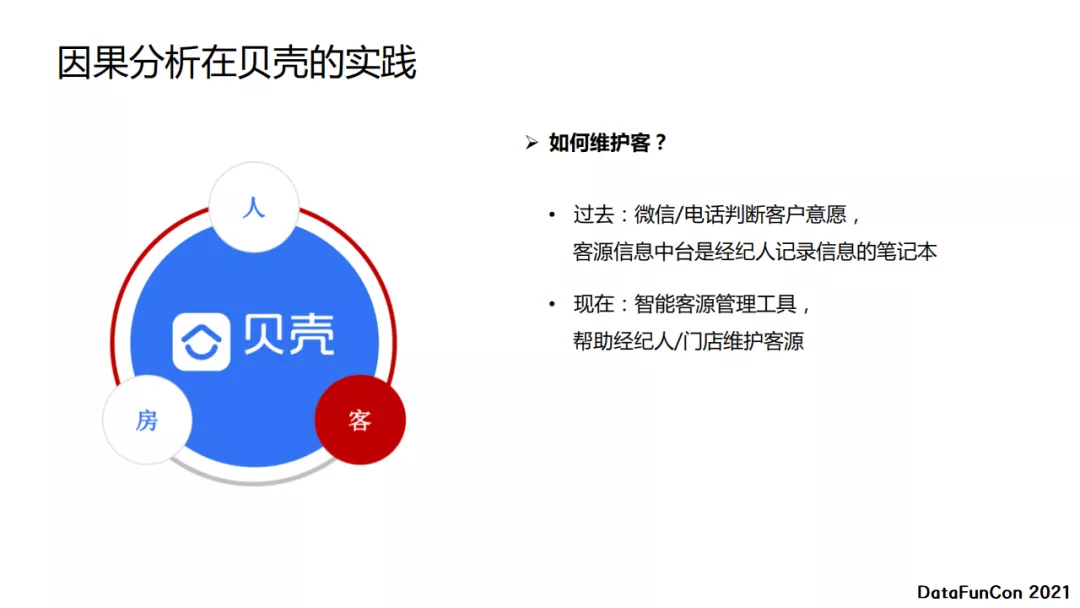 因果分析在贝壳的实践
人
贝壳
房
客
➢ 如何维护客？
• 过去：微信/电话判断客户意愿，
客源信息中台是经纪人记录信息的笔记本
• 现在：智能客源管理工具，
帮助经纪人/门店维护客源
DataFunCon 2021